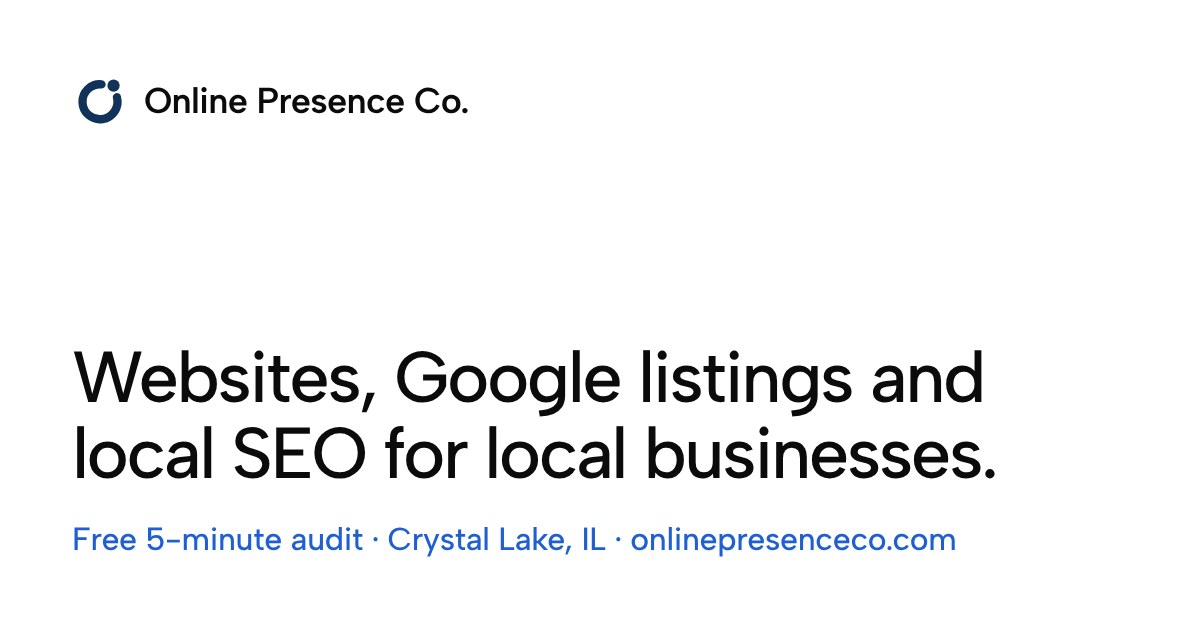 Online Presence Co.
Websites, Google listings and
local SEO for local businesses.
Free 5-minute audit · Crystal Lake, IL · onlinepresenceco.com